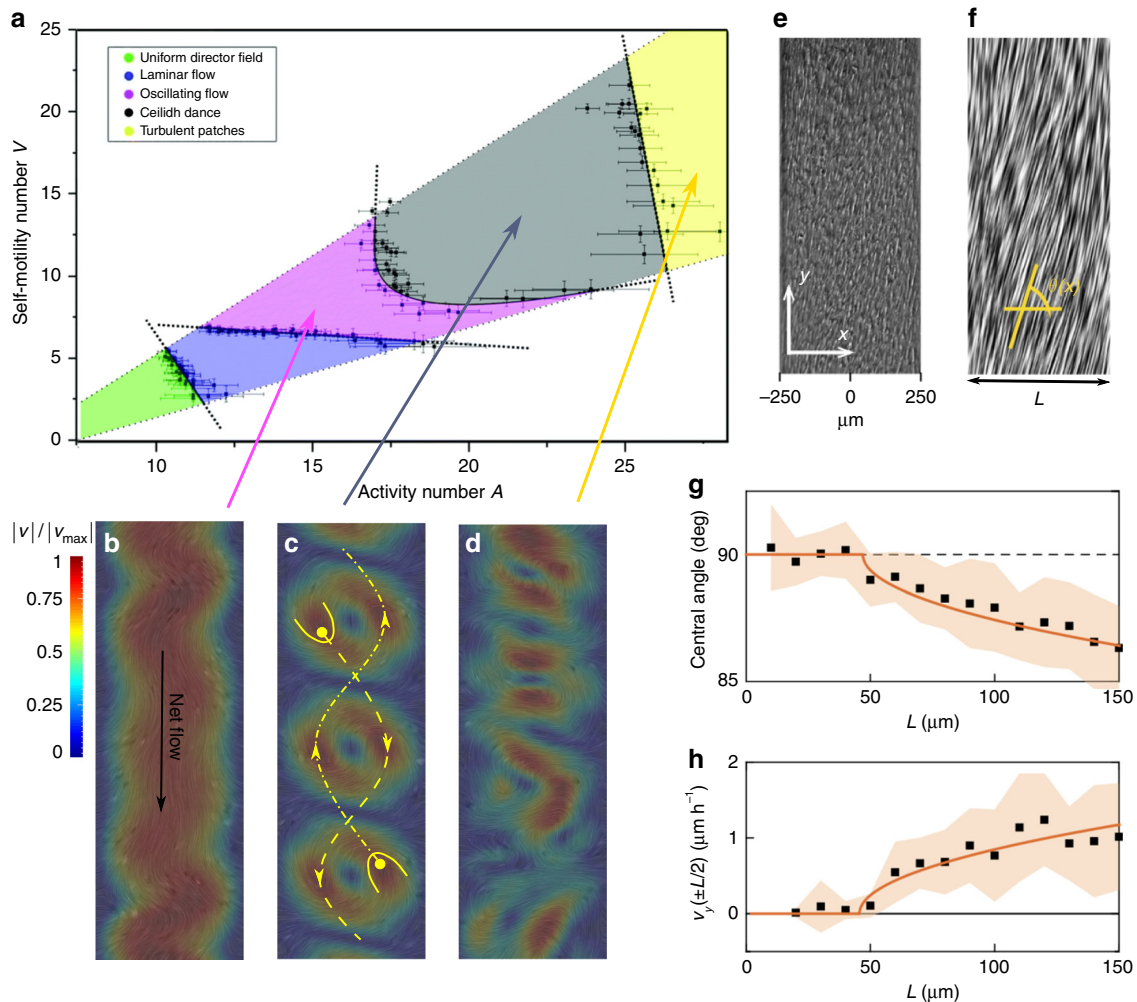 a
25
20
15
10
5
0
Self-motility number V
Uniform director field
Laminar flow
Oscillating flow
Ceilidh dance
Turbulent patches
10
15
20
25
Activity number A
|v| / |vmax|
1
0.75
0.5
0.25
0
b
Net flow
c
d
e
y
x
−250
0
250
μm
f
θ(x)
L
g
Central angle (deg)
90
85
0
50
100
150
L (μm)
h
vy(±L/2) (μm h⁻¹)
2
1
0
0
50
100
150
L (μm)